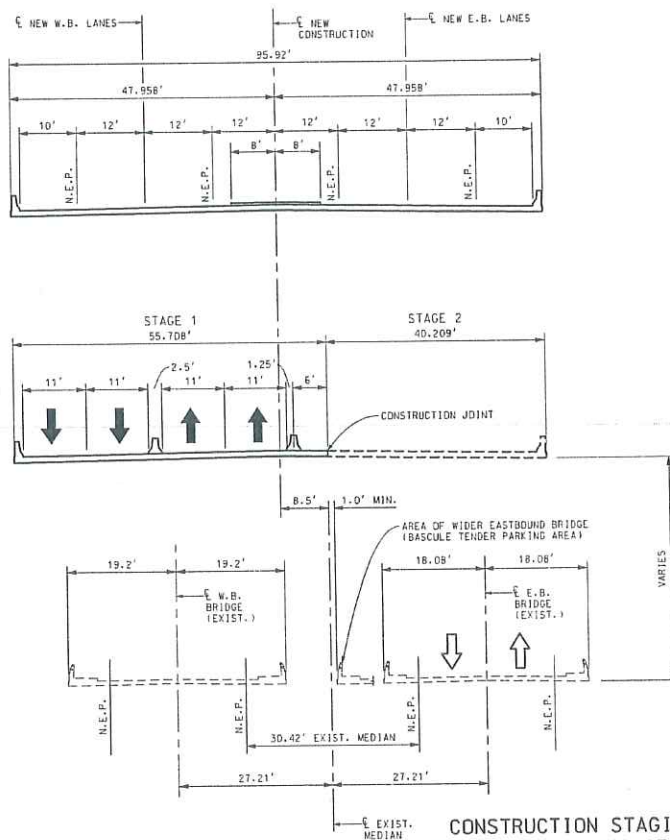 ℄ NEW W.B. LANES
℄ NEW CONSTRUCTION
℄ NEW E.B. LANES
95.92'
47.958'
47.958'
10'
12'
12'
12'
12'
12'
12'
10'
8'
8'
N.E.P.
N.E.P.
N.E.P.
N.E.P.
STAGE 1
55.708'
STAGE 2
40.209'
2.5'
1.25'
11'
11'
11'
11'
6'
CONSTRUCTION JOINT
8.5'
1.0' MIN.
AREA OF WIDER EASTBOUND BRIDGE
(BASCULE TENDER PARKING AREA)
VARIES
19.2'
19.2'
18.08'
18.08'
℄ W.B.
BRIDGE
(EXIST.)
℄ E.B.
BRIDGE
(EXIST.)
N.E.P.
N.E.P.
N.E.P.
N.E.P.
30.42' EXIST. MEDIAN
27.21'
27.21'
℄ EXIST.
MEDIAN
CONSTRUCTION STAGI